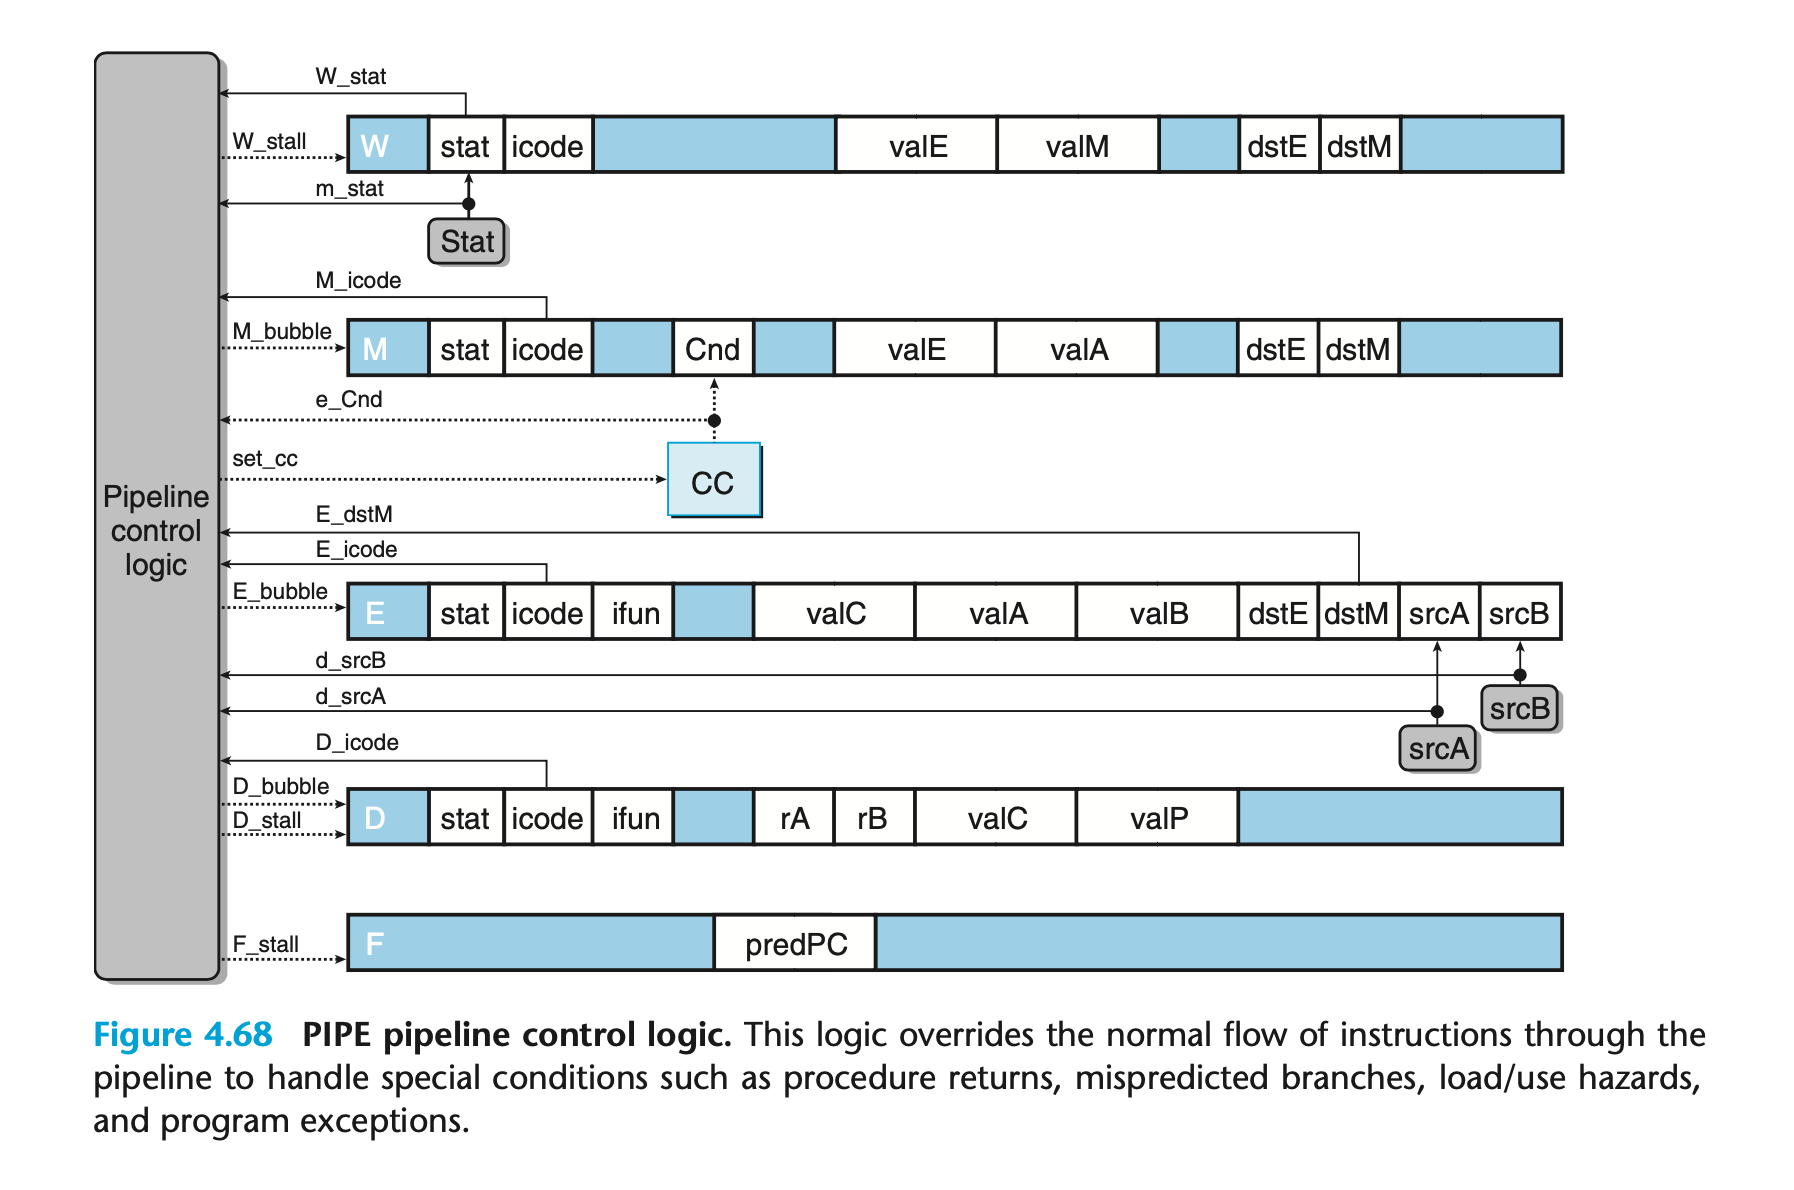 W_stat
W_stall
W stat icode valE valM dstE dstM
m_stat
Stat
M_icode
M_bubble
M stat icode Cnd valE valA dstE dstM
e_Cnd
set_cc
CC
Pipeline
control
logic
E_dstM
E_icode
E_bubble
E stat icode ifun valC valA valB dstE dstM srcA srcB
d_srcB
d_srcA
srcB
srcA
D_icode
D_bubble
D_stall
D stat icode ifun rA rB valC valP
F_stall
F predPC
Figure 4.68 PIPE pipeline control logic. This logic overrides the normal flow of instructions through the
pipeline to handle special conditions such as procedure returns, mispredicted branches, load/use hazards,
and program exceptions.